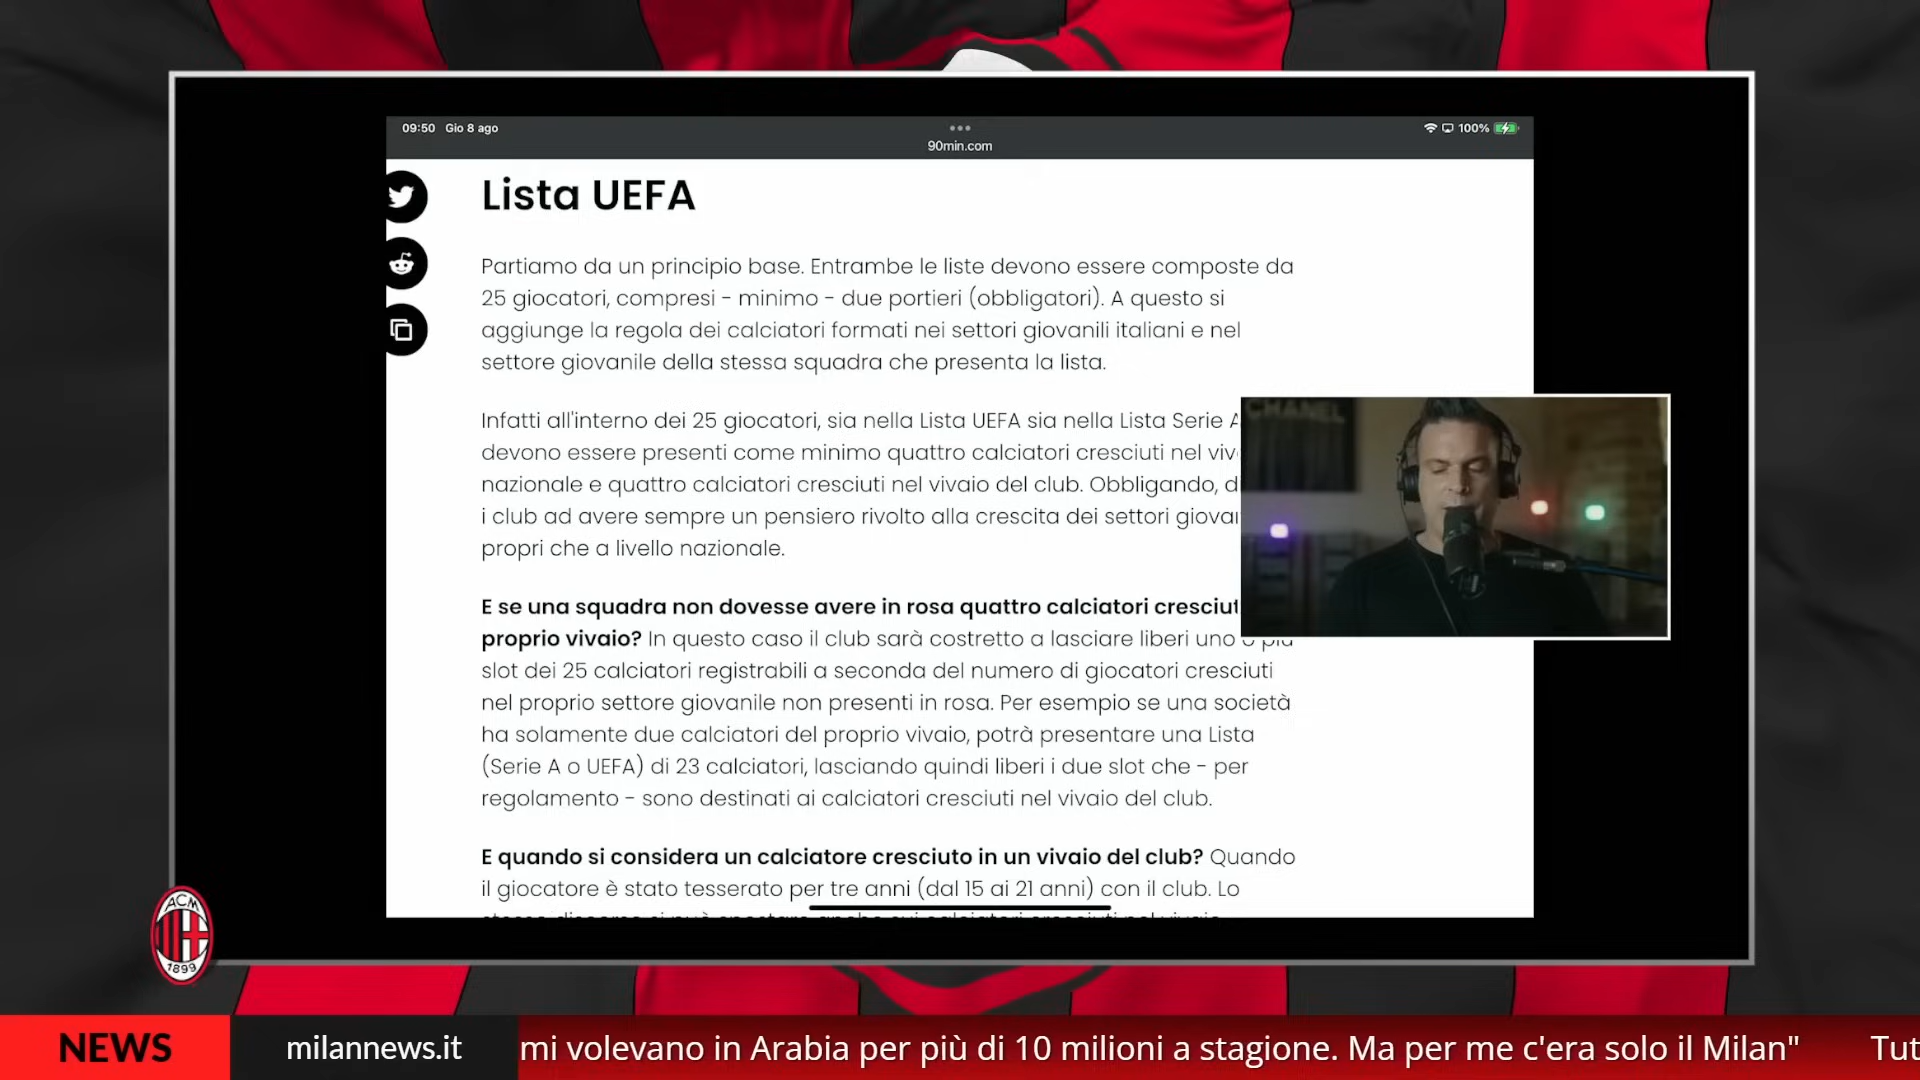 09:50 Gio 8 ago
100%
90min.com
Lista UEFA
Partiamo da un principio base. Entrambe le liste devono essere composte da
25 giocatori, compresi - minimo - due portieri (obbligatori). A questo si
aggiunge la regola dei calciatori formati nei settori giovanili italiani e nel
settore giovanile della stessa squadra che presenta la lista.
Infatti all'interno dei 25 giocatori, sia nella Lista UEFA sia nella Lista Serie A
devono essere presenti come minimo quattro calciatori cresciuti nel
nazionale e quattro calciatori cresciuti nel vivaio del club. Obbligando,
i club ad avere sempre un pensiero rivolto alla crescita dei settori
propri che a livello nazionale.
CHANEL
E se una squadra non dovesse avere in rosa quattro calciatori
proprio vivaio? In questo caso il club sarà costretto a lasciare liberi uno o più
slot dei 25 calciatori registrabili a seconda del numero di giocatori cresciuti
nel proprio settore giovanile non presenti in rosa. Per esempio se una società
ha solamente due calciatori del proprio vivaio, potrà presentare una Lista
(Serie A o UEFA) di 23 calciatori, lasciando quindi liberi i due slot che - per
regolamento - sono destinati ai calciatori cresciuti nel vivaio del club.
E quando si considera un calciatore cresciuto in un vivaio del club? Quando
il giocatore è stato tesserato per tre anni (dal 15 ai 21 anni) con il club. Lo
ACM
1899
NEWS
milannews.it
mi volevano in Arabia per più di 10 milioni a stagione. Ma per me c'era solo il Milan" Tut